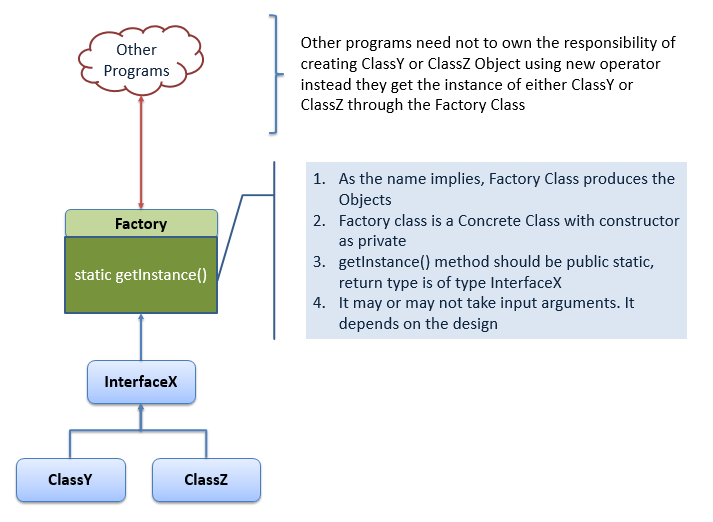 Other
Programs
Other programs need not to own the responsibility of
creating ClassY or ClassZ Object using new operator
instead they get the instance of either ClassY or
ClassZ through the Factory Class
Factory
static getInstance()
1. As the name implies, Factory Class produces the
Objects
2. Factory class is a Concrete Class with constructor
as private
3. getInstance() method should be public static,
return type is of type InterfaceX
4. It may or may not take input arguments. It
depends on the design
InterfaceX
ClassY
ClassZ